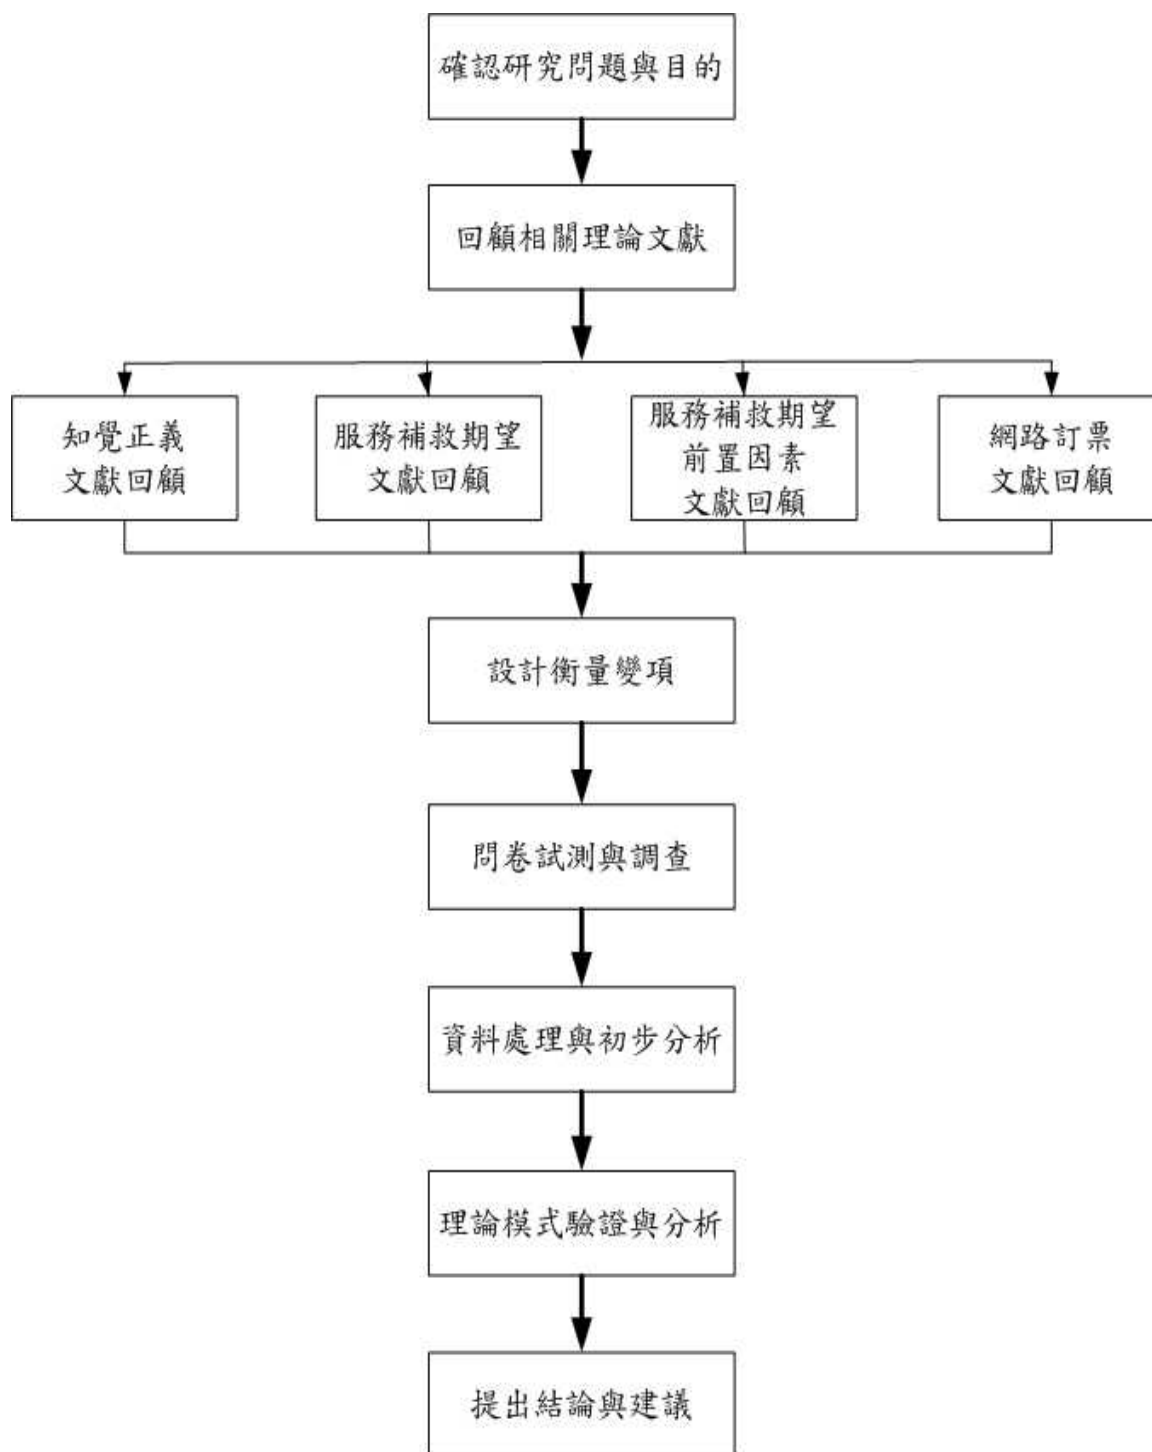 確認研究問題與目的
回顧相關理論文獻
知覺正義
文獻回顧
服務補救期望
文獻回顧
服務補救期望
前置因素
文獻回顧
網路訂票
文獻回顧
設計衡量變項
問卷試測與調查
資料處理與初步分析
理論模式驗證與分析
提出結論與建議